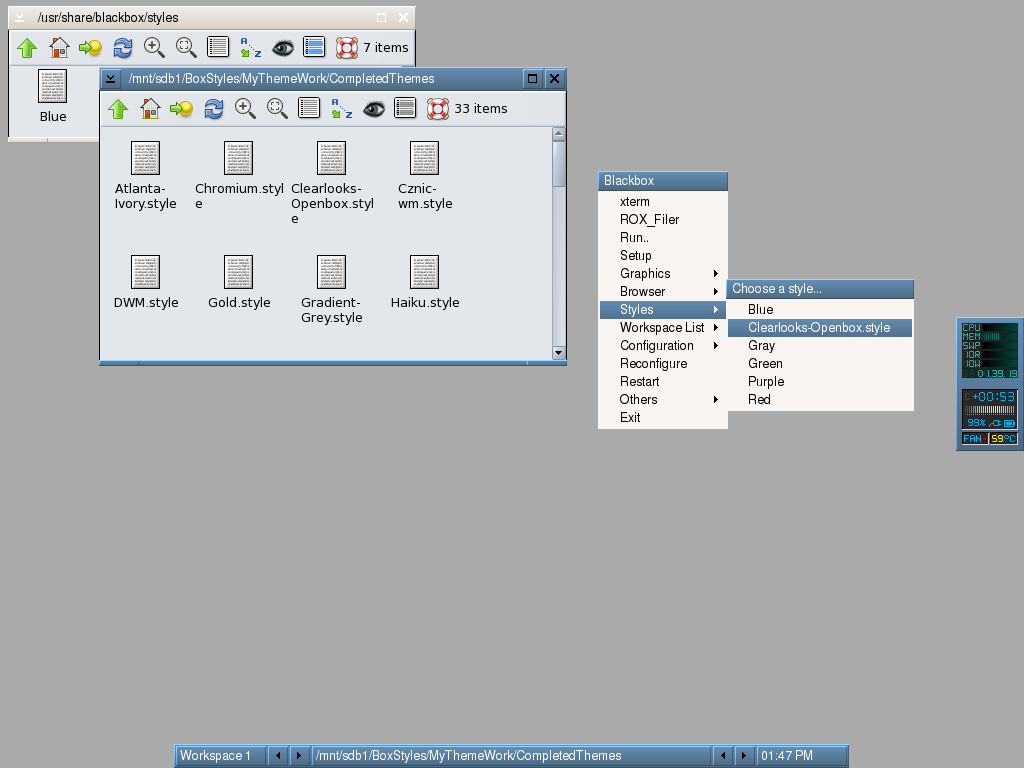 /usr/share/blackbox/styles
7 items
Blue
/mnt/sdb1/BoxStyles/MyThemeWork/CompletedThemes
33 items
Atlanta-
Ivory.style
Chromium.styl
e
Clearlooks-
Openbox.styl
e
Cznic-
wm.style
DWM.style
Gold.style
Gradient-
Grey.style
Haiku.style
Blackbox
xterm
ROX_Filer
Run..
Setup
Graphics
Browser
Styles
Workspace List
Configuration
Reconfigure
Restart
Others
Exit
Choose a style...
Blue
Clearlooks-Openbox.style
Gray
Green
Purple
Red
CPU
MEM
SWP
IOR
IOW
01.39.19
+00:53
99%
FAN
59°C
Workspace 1
/mnt/sdb1/BoxStyles/MyThemeWork/CompletedThemes
01:47 PM